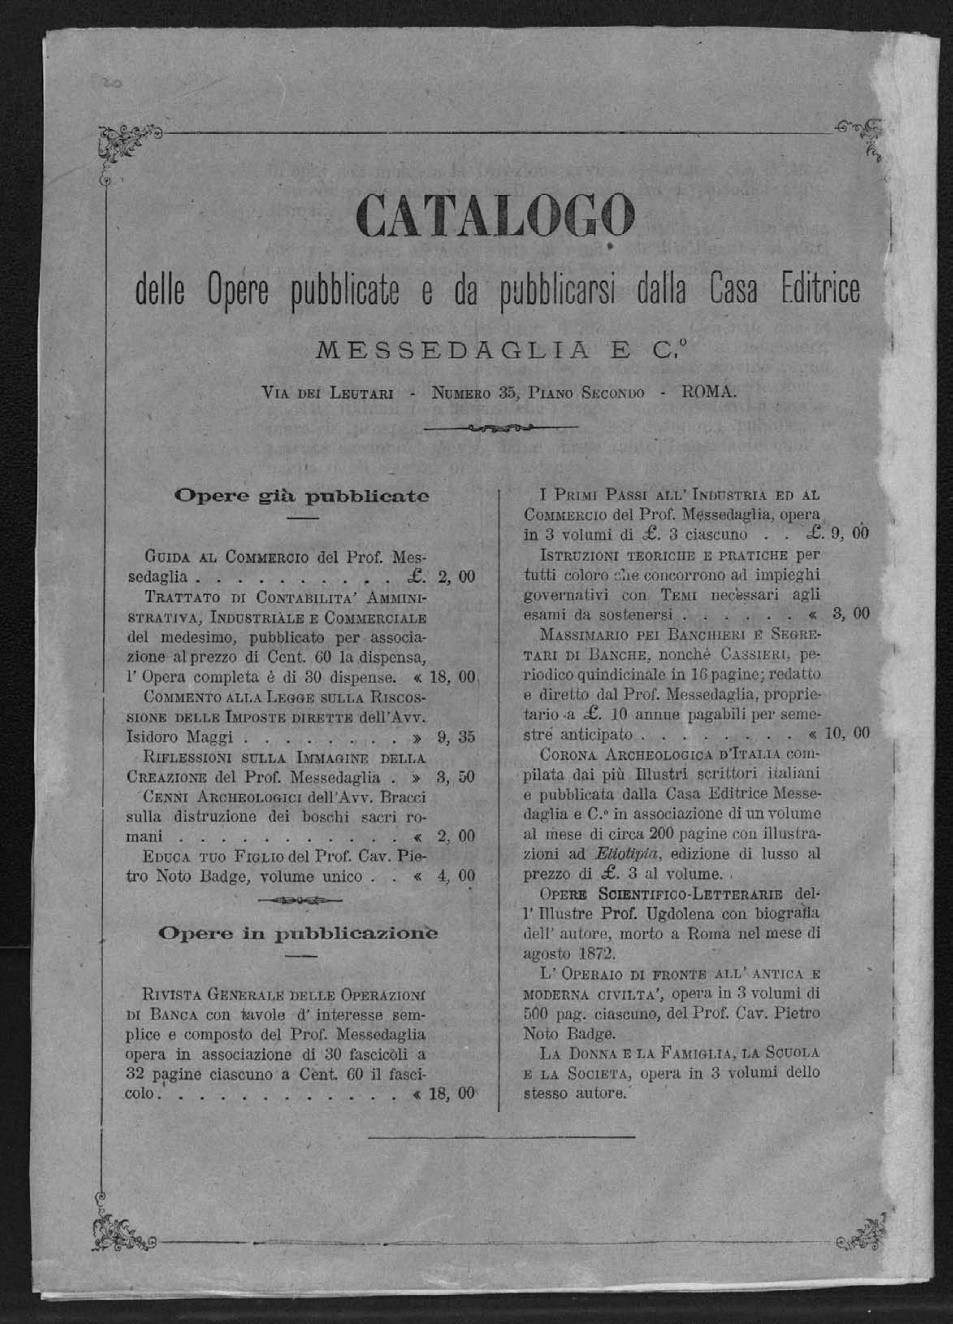 20
CATALOGO
delle Opere pubblicate e da pubblicarsi dalla Casa Editrice
MESSEDAGLIA E C.º
VIA DEI LEUTARI - NUMERO 35, PIANO SECONDO - ROMA.
Opere già pubblicate
GUIDA AL COMMERCIO del Prof. Mes-
sedaglia . . . . . . . . . . £. 2, 00
TRATTATO DI CONTABILITA' AMMINI-
STRATIVA, INDUSTRIALE E COMMERCIALE
del medesimo, pubblicato per associa-
zione al prezzo di Cent. 60 la dispensa,
l' Opera completa è di 30 dispense. « 18, 00
COMMENTO ALLA LEGGE SULLA RISCOS-
SIONE DELLE IMPOSTE DIRETTE dell'Avv.
Isidoro Maggi . . . . . . . . . » 9, 35
RIFLESSIONI SULLA IMMAGINE DELLA
CREAZIONE del Prof. Messedaglia . » 3, 50
CENNI ARCHEOLOGICI dell'Avv. Bracci
sulla distruzione dei boschi sacri ro-
mani . . . . . . . . . . . . « 2, 00
EDUCA TUO FIGLIO del Prof. Cav. Pie-
tro Noto Badge, volume unico . . « 4, 00
Opere in pubblicazione
RIVISTA GENERALE DELLE OPERAZIONI
DI BANCA con tavole d' interesse sem-
plice e composto del Prof. Messedaglia
opera in associazione di 30 fascicoli a
32 pagine ciascuno a Cent. 60 il fasci-
colo. . . . . . . . . . . . . « 18, 00
I PRIMI PASSI ALL' INDUSTRIA ED AL
COMMERCIO del Prof. Messedaglia, opera
in 3 volumi di £. 3 ciascuno . . £. 9, 00
ISTRUZIONI TEORICHE E PRATICHE per
tutti coloro che concorrono ad impieghi
governativi con TEMI necessari agli
esami da sostenersi . . . . . . « 3, 00
MASSIMARIO PEI BANCHIERI E SEGRE-
TARI DI BANCHE, nonchè CASSIERI, pe-
riodico quindicinale in 16 pagine; redatto
e diretto dal Prof. Messedaglia, proprie-
tario a £. 10 annue pagabili per seme-
stre anticipato . . . . . . . . « 10, 00
CORONA ARCHEOLOGICA D'ITALIA com-
pilata dai più Illustri scrittori italiani
e pubblicata dalla Casa Editrice Messe-
daglia e C.º in associazione di un volume
al mese di circa 200 pagine con illustra-
zioni ad Eliotipia, edizione di lusso al
prezzo di £. 3 al volume.
OPERE SCIENTIFICO-LETTERARIE del-
l' Illustre Prof. Ugdolena con biografia
dell' autore, morto a Roma nel mese di
agosto 1872.
L' OPERAIO DI FRONTE ALL' ANTICA E
MODERNA CIVILTA', opera in 3 volumi di
500 pag. ciascuno, del Prof. Cav. Pietro
Noto Badge.
LA DONNA E LA FAMIGLIA, LA SCUOLA
E LA SOCIETA, opera in 3 volumi dello
stesso autore.